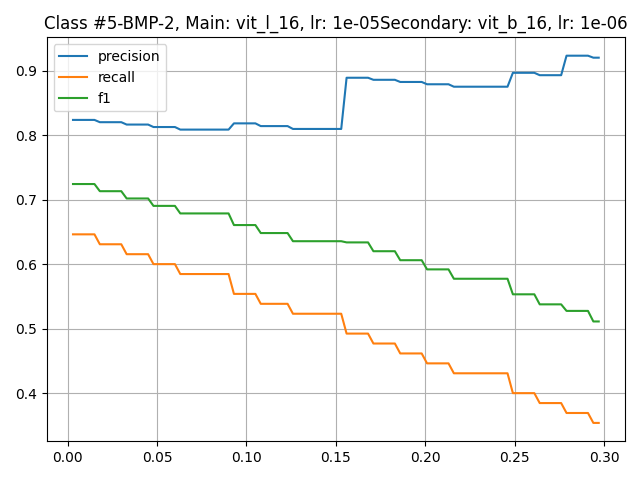 Class #5-BMP-2, Main: vit_l_16, lr: 1e-05Secondary: vit_b_16, lr: 1e-06
precision
recall
f1
0.9
0.8
0.7
0.6
0.5
0.4
0.00 0.05 0.10 0.15 0.20 0.25 0.30